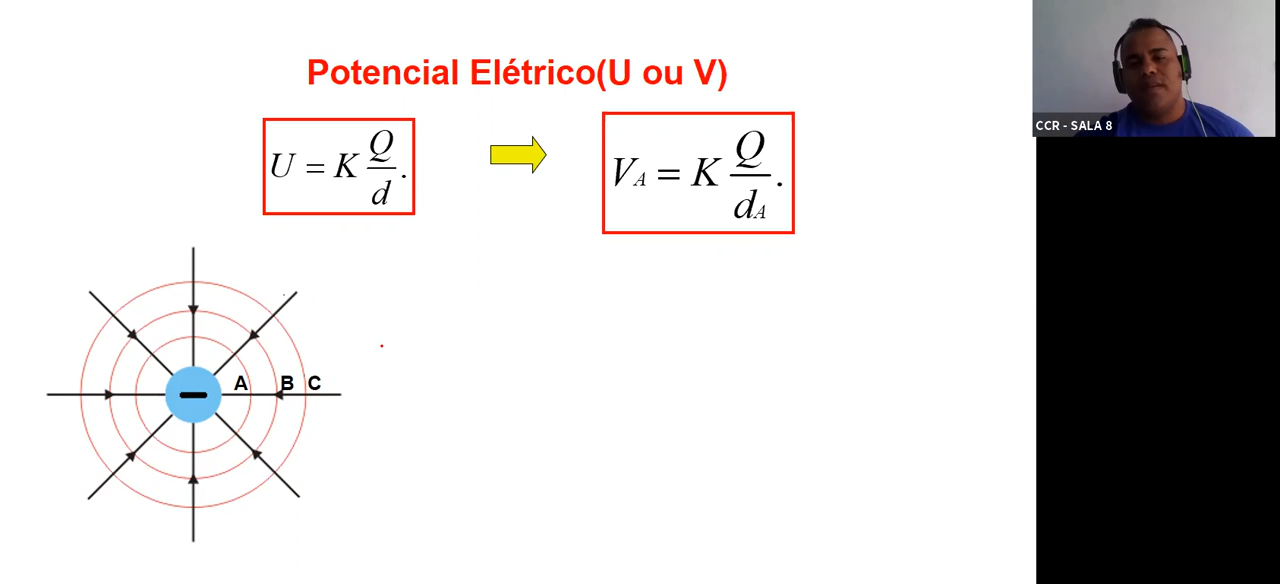 Potencial Elétrico(U ou V)
U = K Q/d.
V_A = K Q/d_A.
A B C
−
CCR - SALA 8